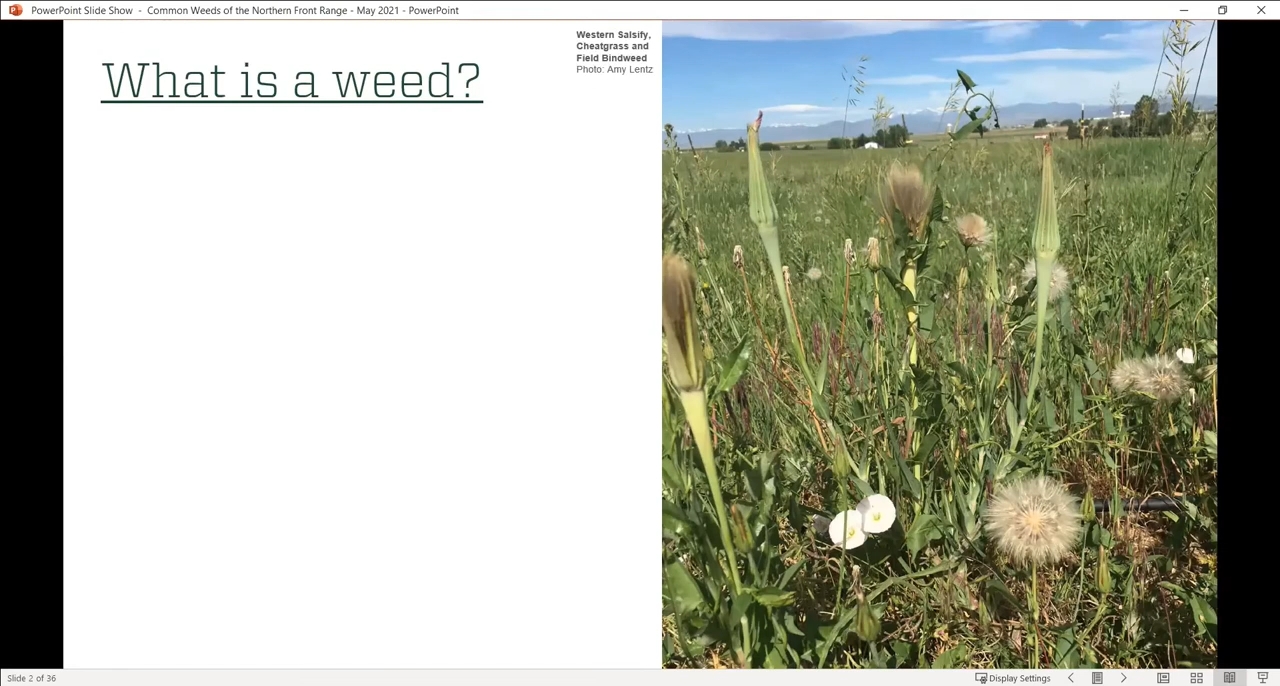 PowerPoint Slide Show - Common Weeds of the Northern Front Range - May 2021 - PowerPoint
What is a weed?
Western Salsify,
Cheatgrass and
Field Bindweed
Photo: Amy Lentz
Slide 2 of 36
Display Settings